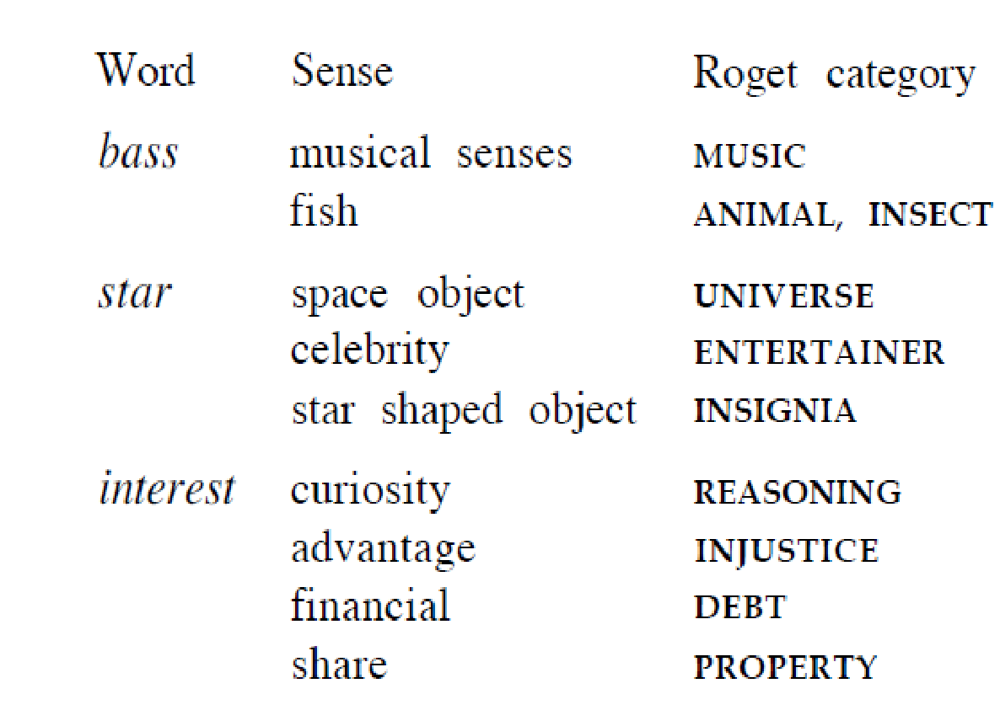 Word Sense Roget category
bass musical senses MUSIC
fish ANIMAL, INSECT
star space object UNIVERSE
celebrity ENTERTAINER
star shaped object INSIGNIA
interest curiosity REASONING
advantage INJUSTICE
financial DEBT
share PROPERTY